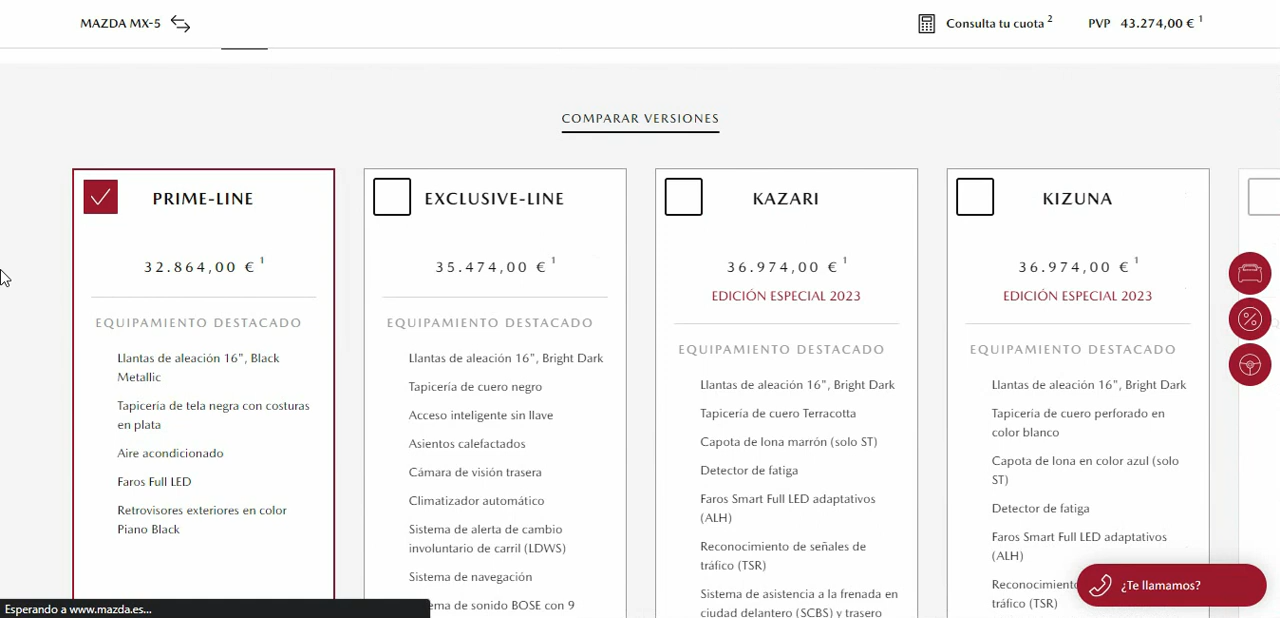 MAZDA MX-5
Consulta tu cuota 2
PVP 43.274,00 € 1
COMPARAR VERSIONES
PRIME-LINE
32.864,00 € 1
EQUIPAMIENTO DESTACADO
Llantas de aleación 16", Black
Metallic
Tapicería de tela negra con costuras
en plata
Aire acondicionado
Faros Full LED
Retrovisores exteriores en color
Piano Black
EXCLUSIVE-LINE
35.474,00 € 1
EQUIPAMIENTO DESTACADO
Llantas de aleación 16", Bright Dark
Tapicería de cuero negro
Acceso inteligente sin llave
Asientos calefactados
Cámara de visión trasera
Climatizador automático
Sistema de alerta de cambio
involuntario de carril (LDWS)
Sistema de navegación
ema de sonido BOSE con 9
KAZARI
36.974,00 € 1
EDICIÓN ESPECIAL 2023
EQUIPAMIENTO DESTACADO
Llantas de aleación 16", Bright Dark
Tapicería de cuero Terracotta
Capota de lona marrón (solo ST)
Detector de fatiga
Faros Smart Full LED adaptativos
(ALH)
Reconocimiento de señales de
tráfico (TSR)
Sistema de asistencia a la frenada en
ciudad delantero (SCBS) y trasero
KIZUNA
36.974,00 € 1
EDICIÓN ESPECIAL 2023
EQUIPAMIENTO DESTACADO
Llantas de aleación 16", Bright Dark
Tapicería de cuero perforado en
color blanco
Capota de lona en color azul (solo
ST)
Detector de fatiga
Faros Smart Full LED adaptativos
(ALH)
Reconocimiento
tráfico (TSR)
¿Te llamamos?
Esperando a www.mazda.es...